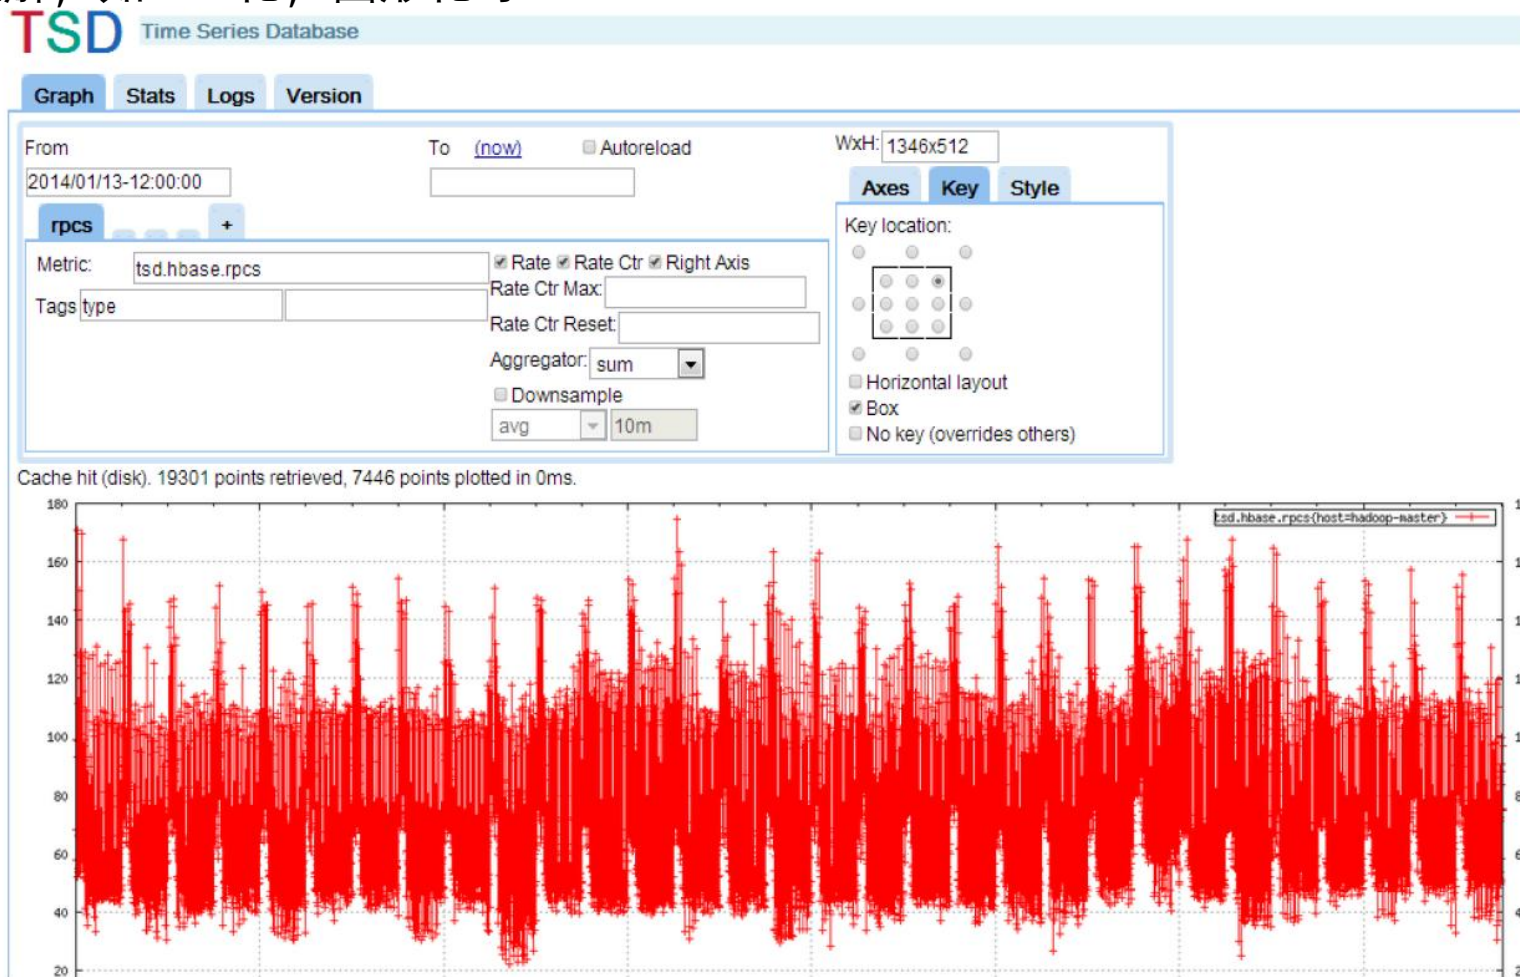 TSD Time Series Database
Graph Stats Logs Version
From To (now) Autoreload WxH: 1346x512
2014/01/13-12:00:00
Axes Key Style
rpcs +
Key location:
Metric: tsd.hbase.rpcs Rate Rate Ctr Right Axis
Rate Ctr Max:
Tags type
Rate Ctr Reset:
Aggregator: sum
Horizontal layout
Downsample
Box
avg 10m
No key (overrides others)
Cache hit (disk). 19301 points retrieved, 7446 points plotted in 0ms.
180
tsd.hbase.rpcs{host=hadoop-master}
160
140
120
100
80
60
40
20